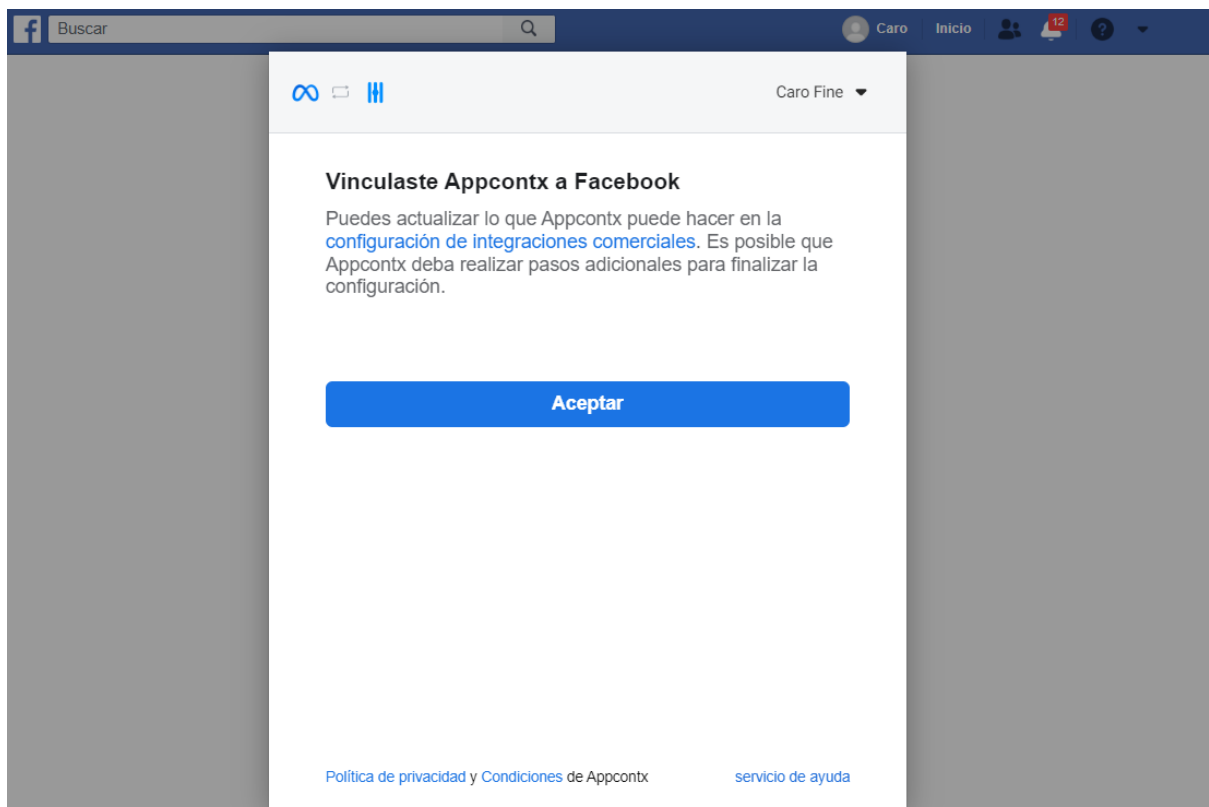 f Buscar Caro Inicio 12 ?
Caro Fine
Vinculaste Appcontx a Facebook
Puedes actualizar lo que Appcontx puede hacer en la
configuración de integraciones comerciales. Es posible que
Appcontx deba realizar pasos adicionales para finalizar la
configuración.
Aceptar
Política de privacidad y Condiciones de Appcontx servicio de ayuda